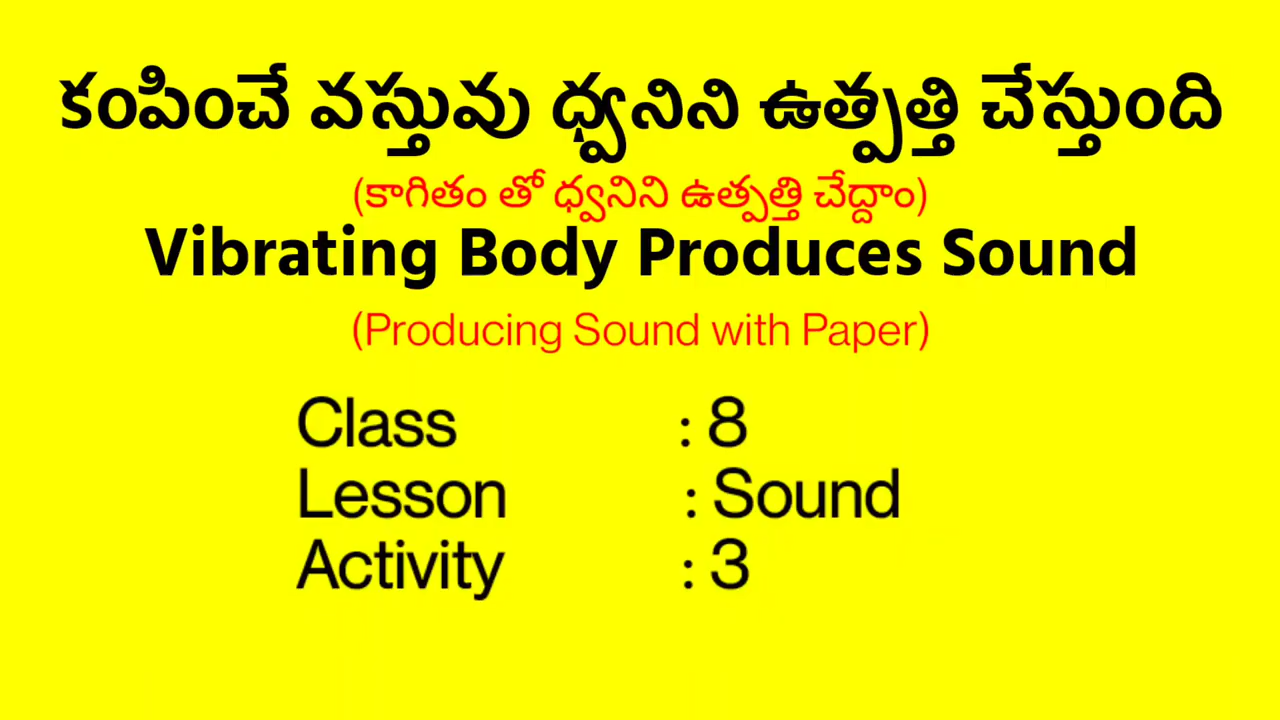 కంపించే వస్తువు ధ్వనిని ఉత్పత్తి చేస్తుంది
(కాగితం తో ధ్వనిని ఉత్పత్తి చేద్దాం)
Vibrating Body Produces Sound
(Producing Sound with Paper)
Class : 8
Lesson : Sound
Activity : 3